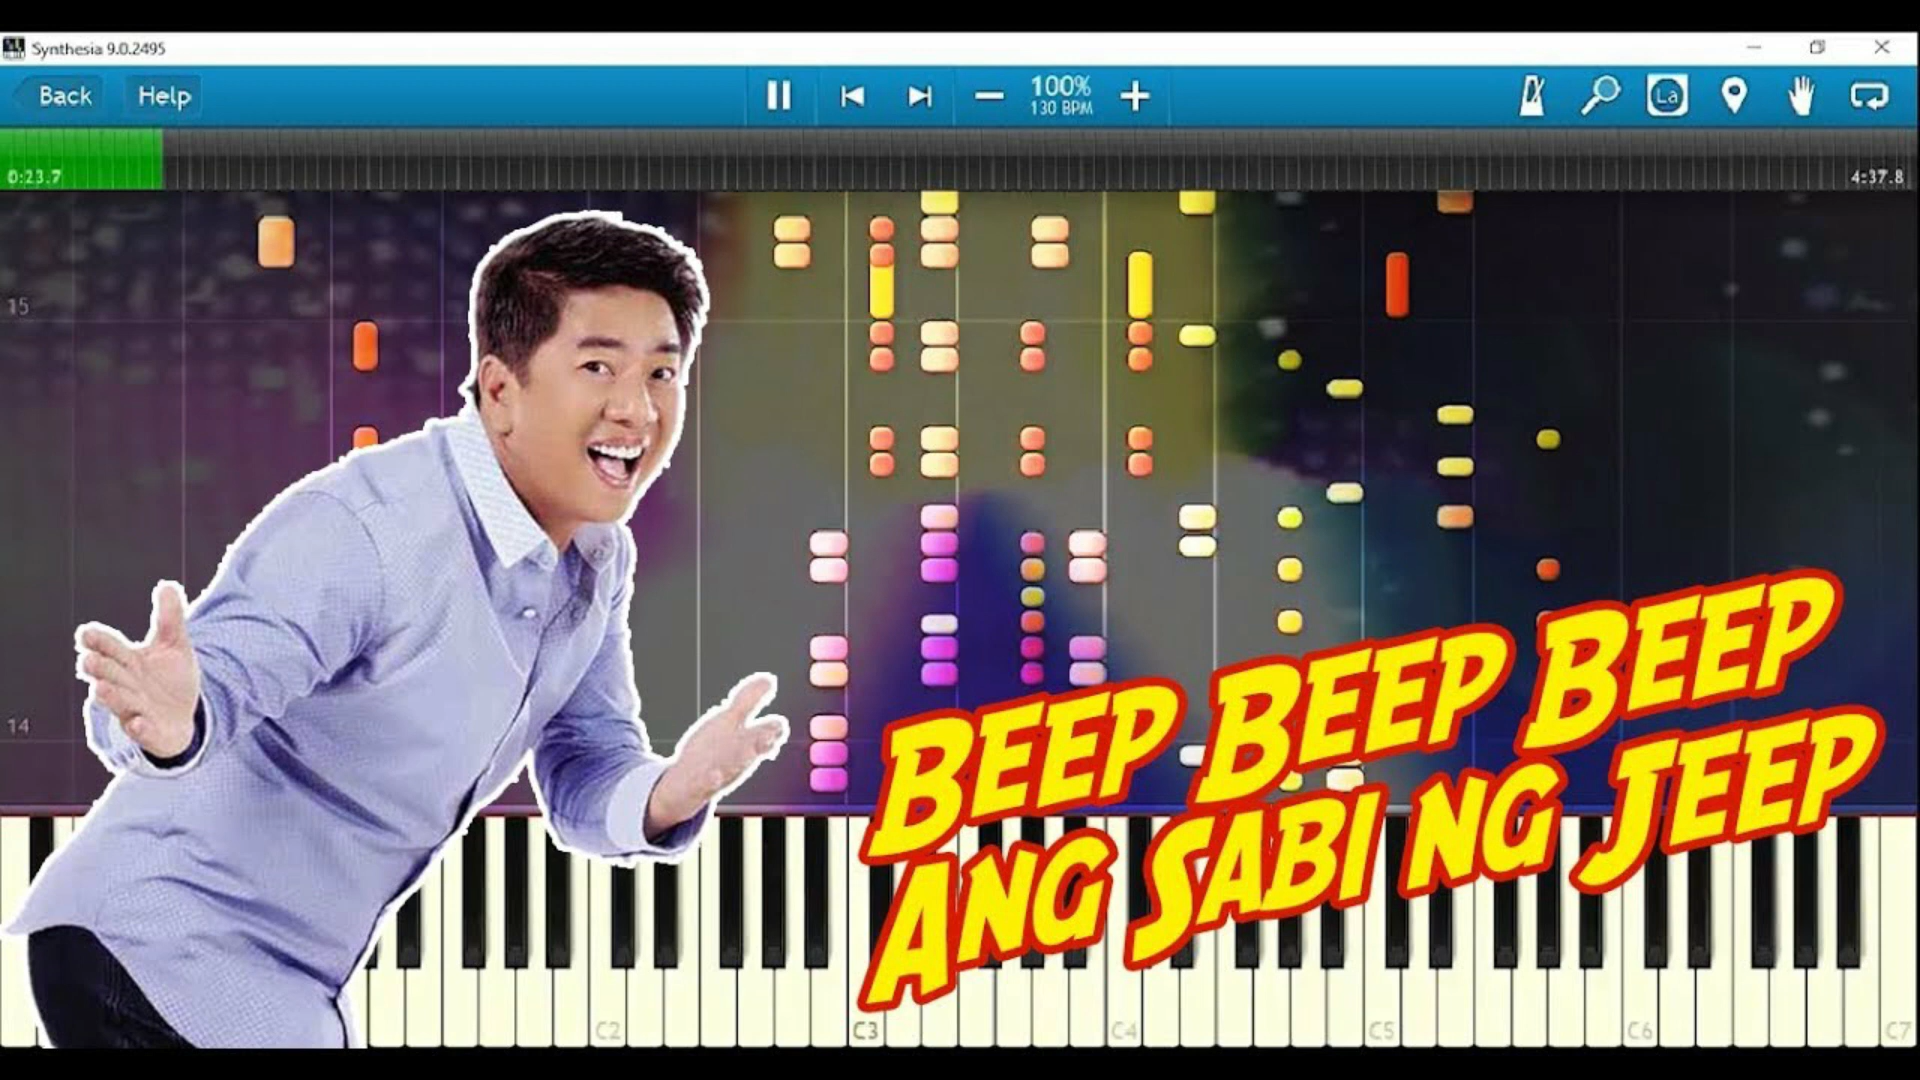 Synthesia 9.0.2495
Back Help 100% 130 BPM La
0:23.7 4:37.8
15
14
Beep Beep Beep
Ang Sabi ng Jeep
C2 C3 C4 C5 C6 C7